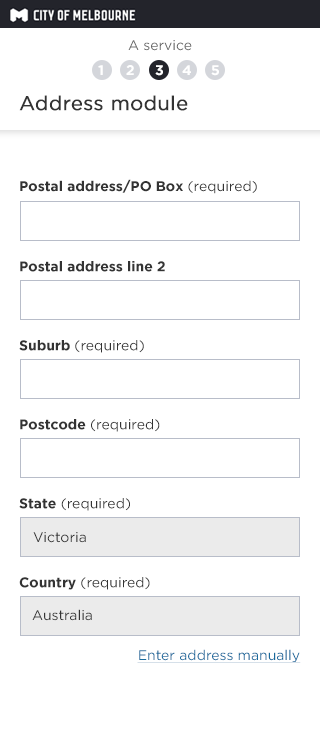 CITY OF MELBOURNE
A service
1 2 3 4 5
Address module
Postal address/PO Box (required)
Postal address line 2
Suburb (required)
Postcode (required)
State (required)
Victoria
Country (required)
Australia
Enter address manually